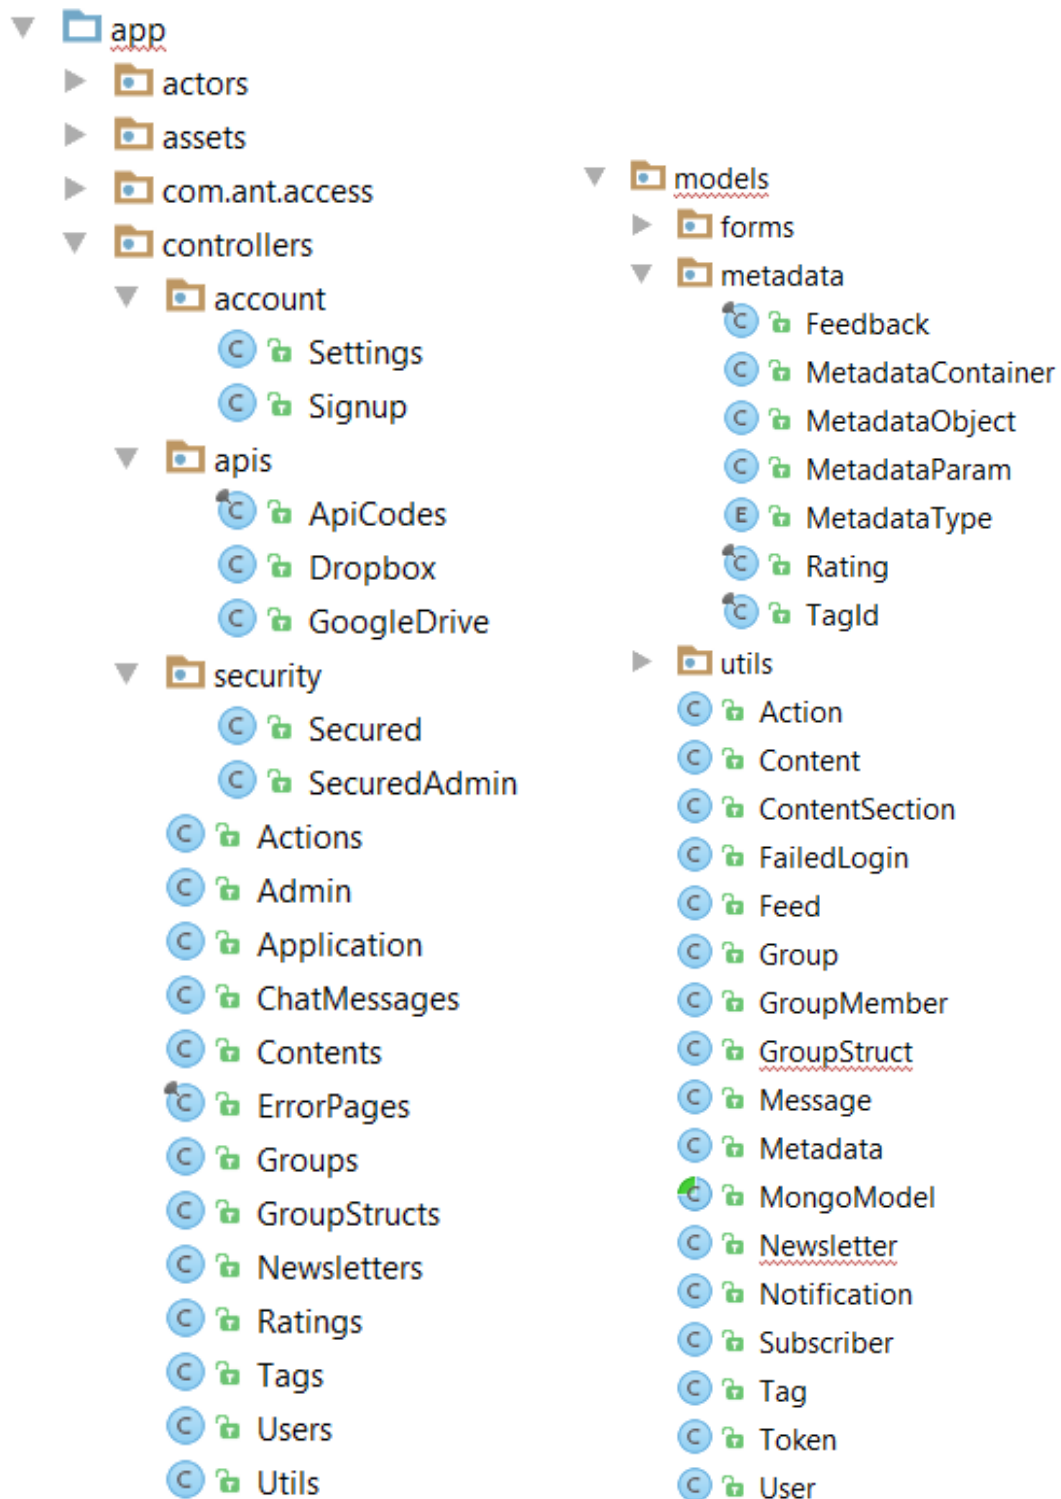 app
actors
assets
com.ant.access
controllers
account
Settings
Signup
apis
ApiCodes
Dropbox
GoogleDrive
security
Secured
SecuredAdmin
Actions
Admin
Application
ChatMessages
Contents
ErrorPages
Groups
GroupStructs
Newsletters
Ratings
Tags
Users
Utils
models
forms
metadata
Feedback
MetadataContainer
MetadataObject
MetadataParam
MetadataType
Rating
TagId
utils
Action
Content
ContentSection
FailedLogin
Feed
Group
GroupMember
GroupStruct
Message
Metadata
MongoModel
Newsletter
Notification
Subscriber
Tag
Token
User